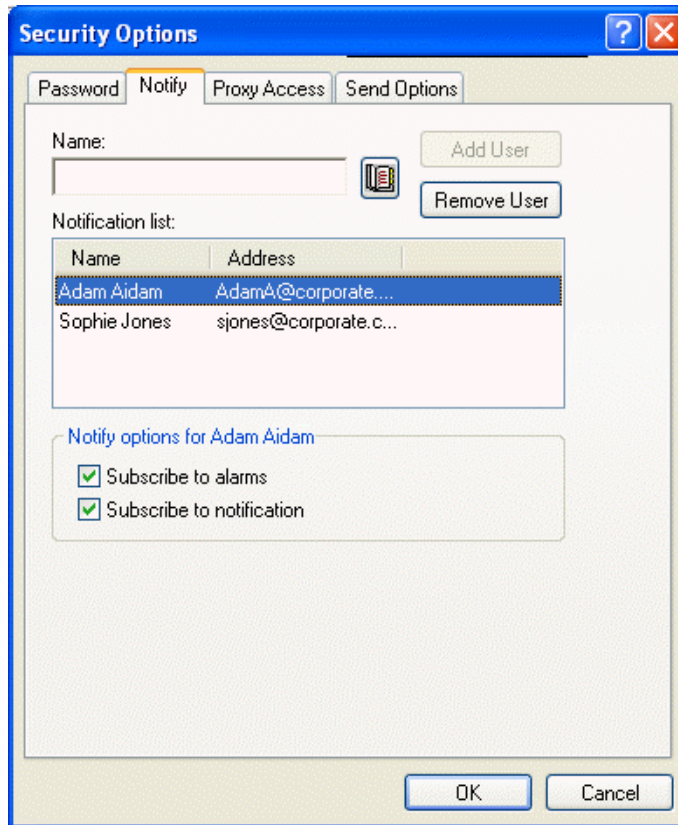 Security Options
?
Password Notify Proxy Access Send Options
Name:
Add User
Remove User
Notification list:
Name Address
Adam Aidam AdamA@corporate....
Sophie Jones sjones@corporate.c...
Notify options for Adam Aidam
Subscribe to alarms
Subscribe to notification
OK Cancel